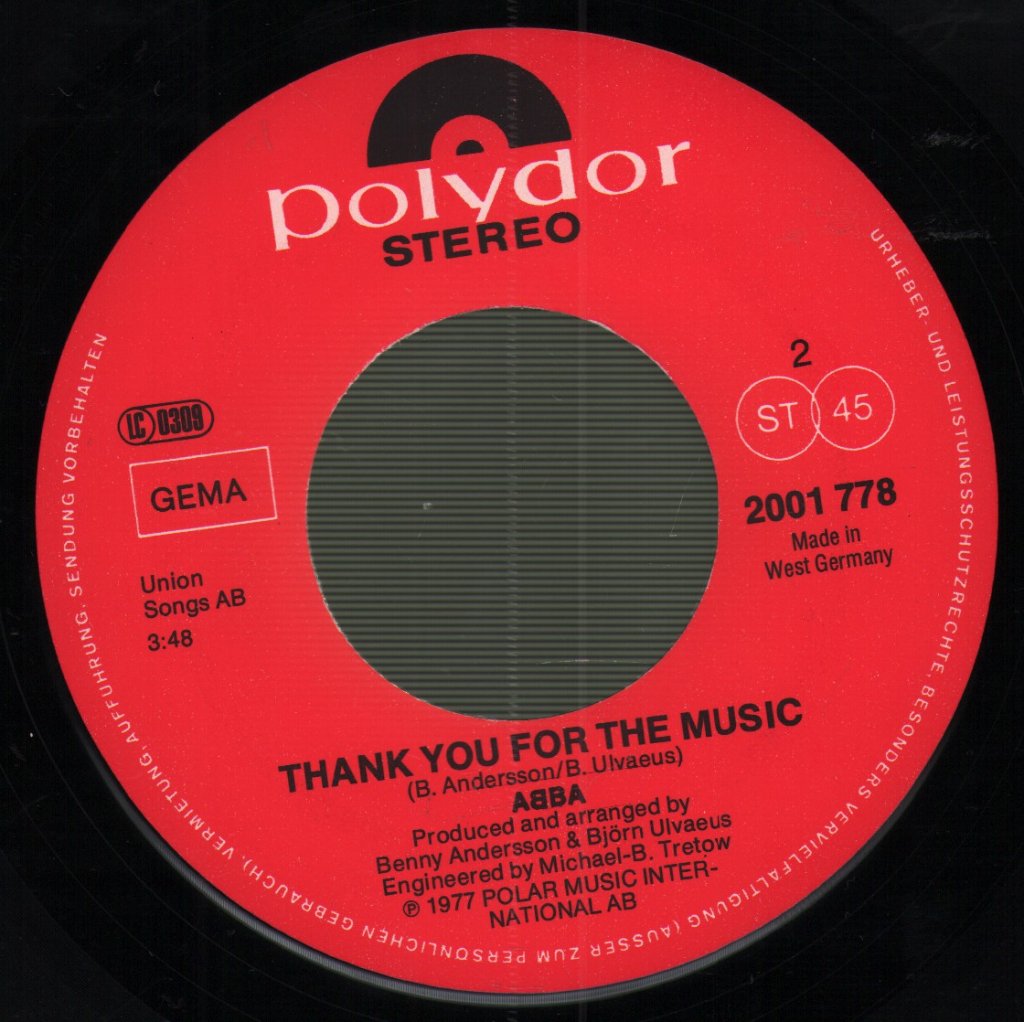 polydor
STEREO
LC 0309
GEMA
Union
Songs AB
3:48
2
ST 45
2001 778
Made in
West Germany
THANK YOU FOR THE MUSIC
(B. Andersson/B. Ulvaeus)
ABBA
Produced and arranged by
Benny Andersson & Björn Ulvaeus
Engineered by Michael-B. Tretow
℗ 1977 POLAR MUSIC INTER-
NATIONAL AB
URHEBER- UND LEISTUNGSSCHUTZRECHTE, BESONDERS VERVIELFÄLTIGUNG (AUSSER ZUM PERSÖNLICHEN GEBRAUCH), VERMIETUNG, AUFFÜHRUNG, SENDUNG VORBEHALTEN